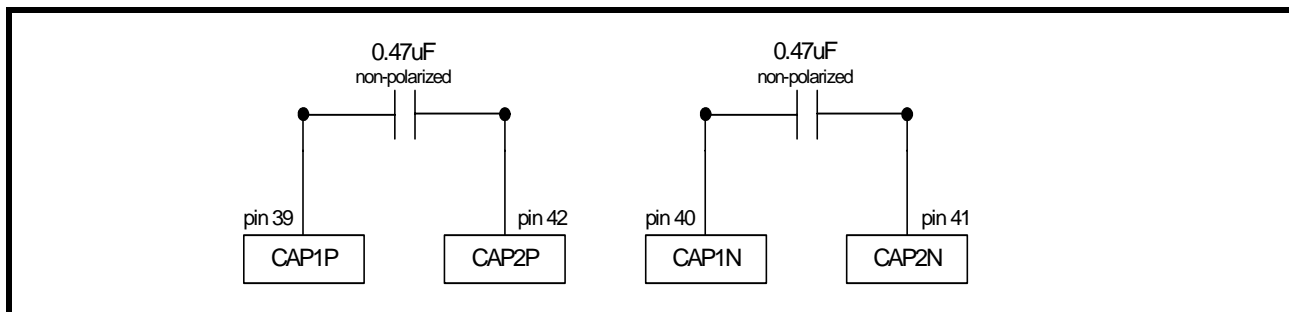 0.47uF
non-polarized
0.47uF
non-polarized
pin 39
pin 42
pin 40
pin 41
CAP1P
CAP2P
CAP1N
CAP2N